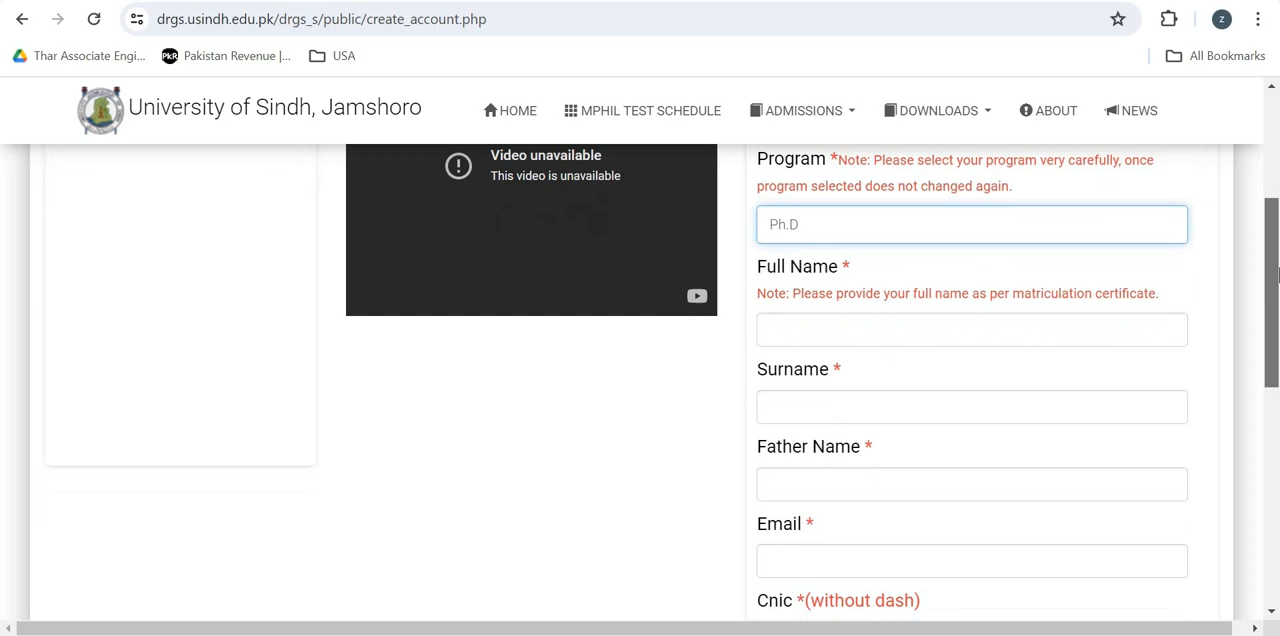 drgs.usindh.edu.pk/drgs_s/public/create_account.php
z
Thar Associate Engi...
PkR
Pakistan Revenue |...
USA
All Bookmarks
University of Sindh, Jamshoro
HOME
MPHIL TEST SCHEDULE
ADMISSIONS
DOWNLOADS
ABOUT
NEWS
Video unavailable
This video is unavailable
Program *Note: Please select your program very carefully, once
program selected does not changed again.
Ph.D
Full Name *
Note: Please provide your full name as per matriculation certificate.
Surname *
Father Name *
Email *
Cnic *(without dash)